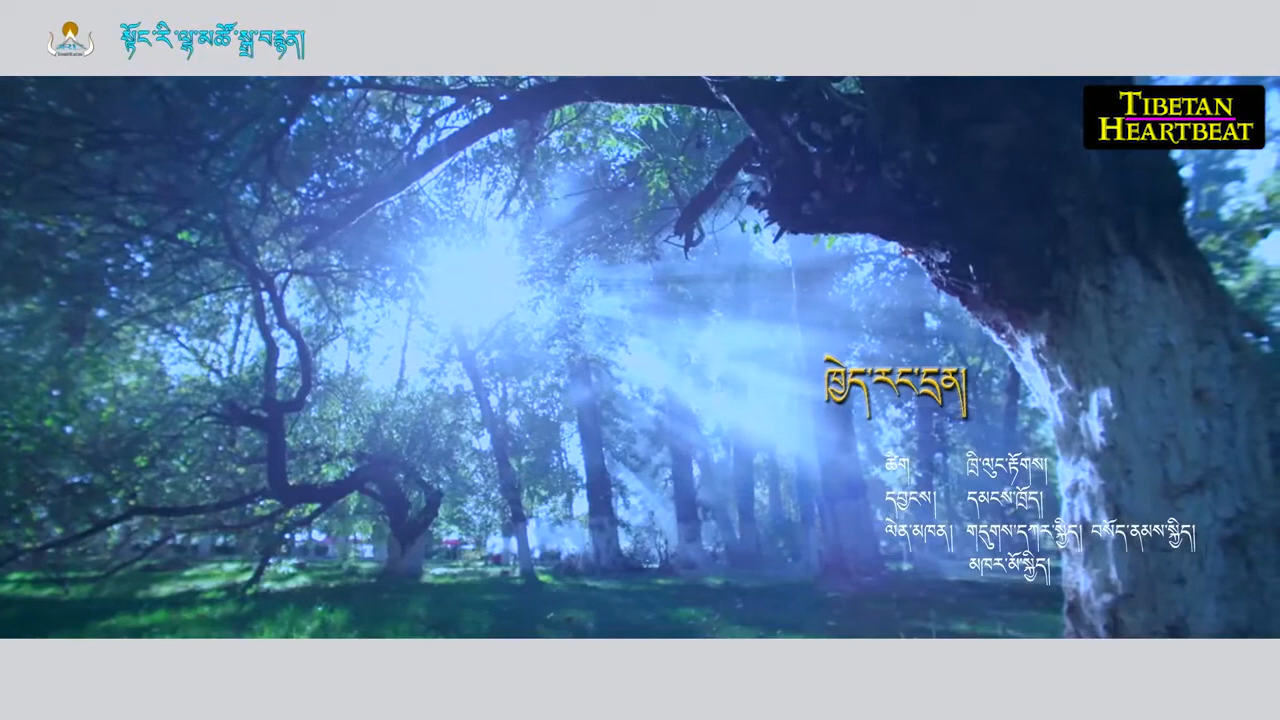 སྟོང་རི་ལྷ་མཚོ་སྒྲ་བརྙན།
TIBETAN
HEARTBEAT
ཁྱེད་རང་དྲན།
ཚིག ཁྲི་ལུང་རྟོགས།
དབྱངས། དམངས་ཁྲོད།
ལེན་མཁན། གདུགས་དཀར་སྐྱིད། བསོད་ནམས་སྐྱིད།
མཁར་མོ་སྐྱིད།